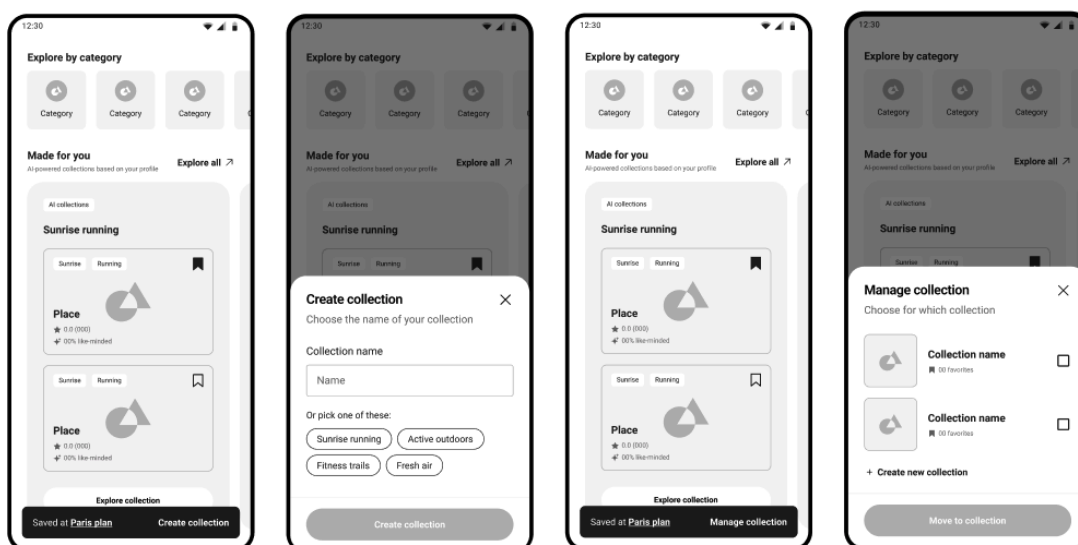 12:30
Explore by category
Category Category Category
Made for you
AI-powered collections based on your profile
Explore all
AI collections
Sunrise running
Sunrise Running
Place
0.0 (000)
00% like-minded
Sunrise Running
Place
0.0 (000)
00% like-minded
Explore collection
Saved at Paris plan Create collection
12:30
Explore by category
Category Category Category
Made for you
AI-powered collections based on your profile
Explore all
AI collections
Sunrise running
Sunrise Running
Create collection
Choose the name of your collection
Collection name
Name
Or pick one of these:
Sunrise running Active outdoors
Fitness trails Fresh air
Create collection
12:30
Explore by category
Category Category Category
Made for you
AI-powered collections based on your profile
Explore all
AI collections
Sunrise running
Sunrise Running
Place
0.0 (000)
00% like-minded
Sunrise Running
Place
0.0 (000)
00% like-minded
Explore collection
Saved at Paris plan Manage collection
12:30
Explore by category
Category Category Category
Made for you
AI-powered collections based on your profile
Explore all
AI collections
Sunrise running
Sunrise Running
Manage collection
Choose for which collection
Collection name
00 favorites
Collection name
00 favorites
+ Create new collection
Move to collection